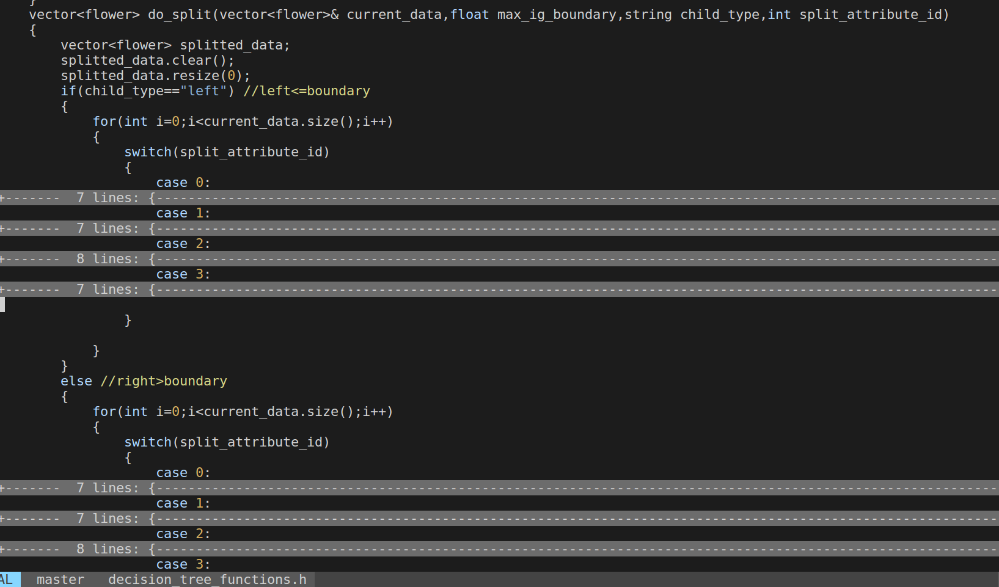 }
vector<flower> do_split(vector<flower>& current_data,float max_ig_boundary,string child_type,int split_attribute_id)
{
vector<flower> splitted_data;
splitted_data.clear();
splitted_data.resize(0);
if(child_type=="left") //left<=boundary
{
for(int i=0;i<current_data.size();i++)
{
switch(split_attribute_id)
{
case 0:
+------- 7 lines: {----------------------------------------------------------------------------------------------------------
case 1:
+------- 7 lines: {----------------------------------------------------------------------------------------------------------
case 2:
+------- 8 lines: {----------------------------------------------------------------------------------------------------------
case 3:
+------- 7 lines: {----------------------------------------------------------------------------------------------------------
}
}
}
else //right>boundary
{
for(int i=0;i<current_data.size();i++)
{
switch(split_attribute_id)
{
case 0:
+------- 7 lines: {----------------------------------------------------------------------------------------------------------
case 1:
+------- 7 lines: {----------------------------------------------------------------------------------------------------------
case 2:
+------- 8 lines: {----------------------------------------------------------------------------------------------------------
case 3:
AL master decision_tree_functions.h